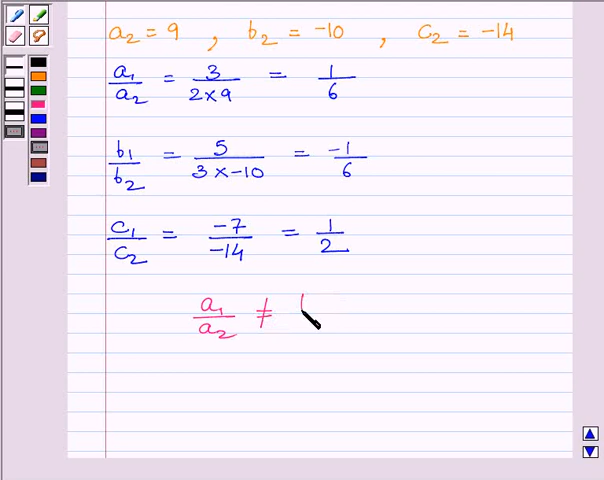 a₂ = 9 , b₂ = -10 , c₂ = -14
a₁/a₂ = 3/(2×9) = 1/6
b₁/b₂ = 5/(3×-10) = -1/6
c₁/c₂ = -7/-14 = 1/2
a₁/a₂ ≠